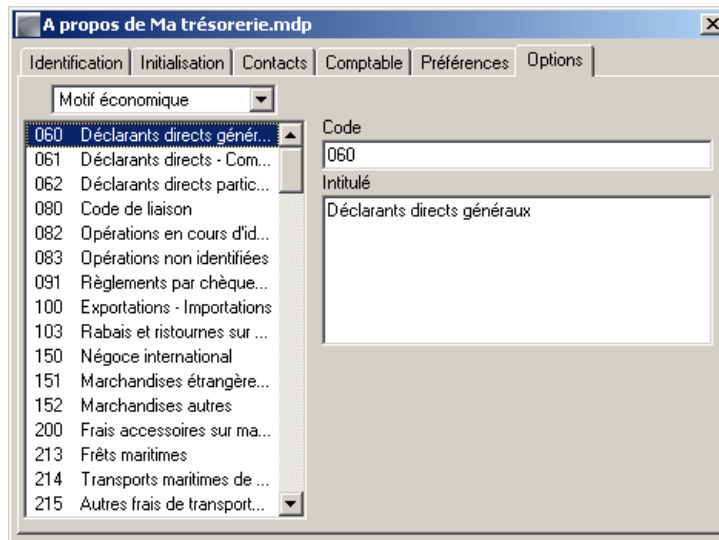 A propos de Ma trésorerie.mdp
Identification Initialisation Contacts Comptable Préférences Options
Motif économique
060 Déclarants directs génér...
061 Déclarants directs - Com...
062 Déclarants directs partic...
080 Code de liaison
082 Opérations en cours d'id...
083 Opérations non identifiées
091 Règlements par chèque...
100 Exportations - Importations
103 Rabais et ristournes sur ...
150 Négoce international
151 Marchandises étrangère...
152 Marchandises autres
200 Frais accessoires sur ma...
213 Frêts maritimes
214 Transports maritimes de ...
215 Autres frais de transport...
Code
060
Intitulé
Déclarants directs généraux